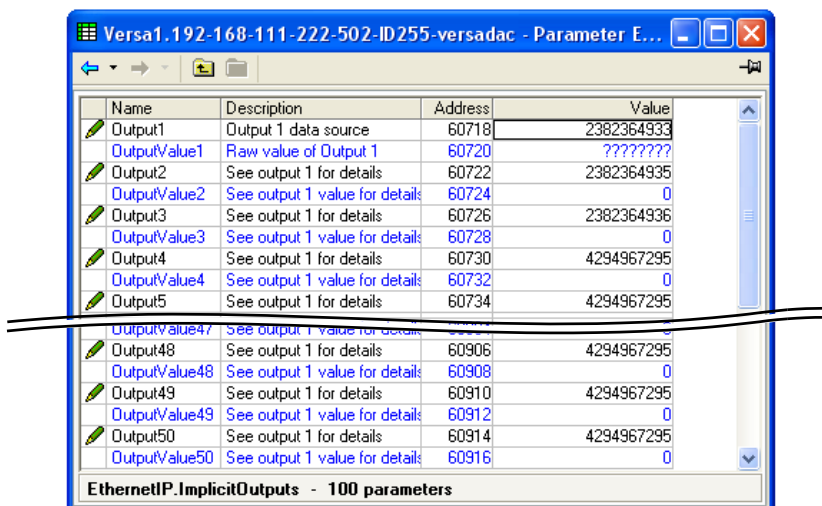 Versa1.192-168-111-222-502-ID255-versadac - Parameter E...
Name Description Address Value
Output1 Output 1 data source 60718 2382364933
OutputValue1 Raw value of Output 1 60720 ????????
Output2 See output 1 for details 60722 2382364935
OutputValue2 See output 1 value for details 60724 0
Output3 See output 1 for details 60726 2382364936
OutputValue3 See output 1 value for details 60728 0
Output4 See output 1 for details 60730 4294967295
OutputValue4 See output 1 value for details 60732 0
Output5 See output 1 for details 60734 4294967295
OutputValue47 See output 1 value for details
Output48 See output 1 for details 60906 4294967295
OutputValue48 See output 1 value for details 60908 0
Output49 See output 1 for details 60910 4294967295
OutputValue49 See output 1 value for details 60912 0
Output50 See output 1 for details 60914 4294967295
OutputValue50 See output 1 value for details 60916 0
EthernetIP.ImplicitOutputs - 100 parameters